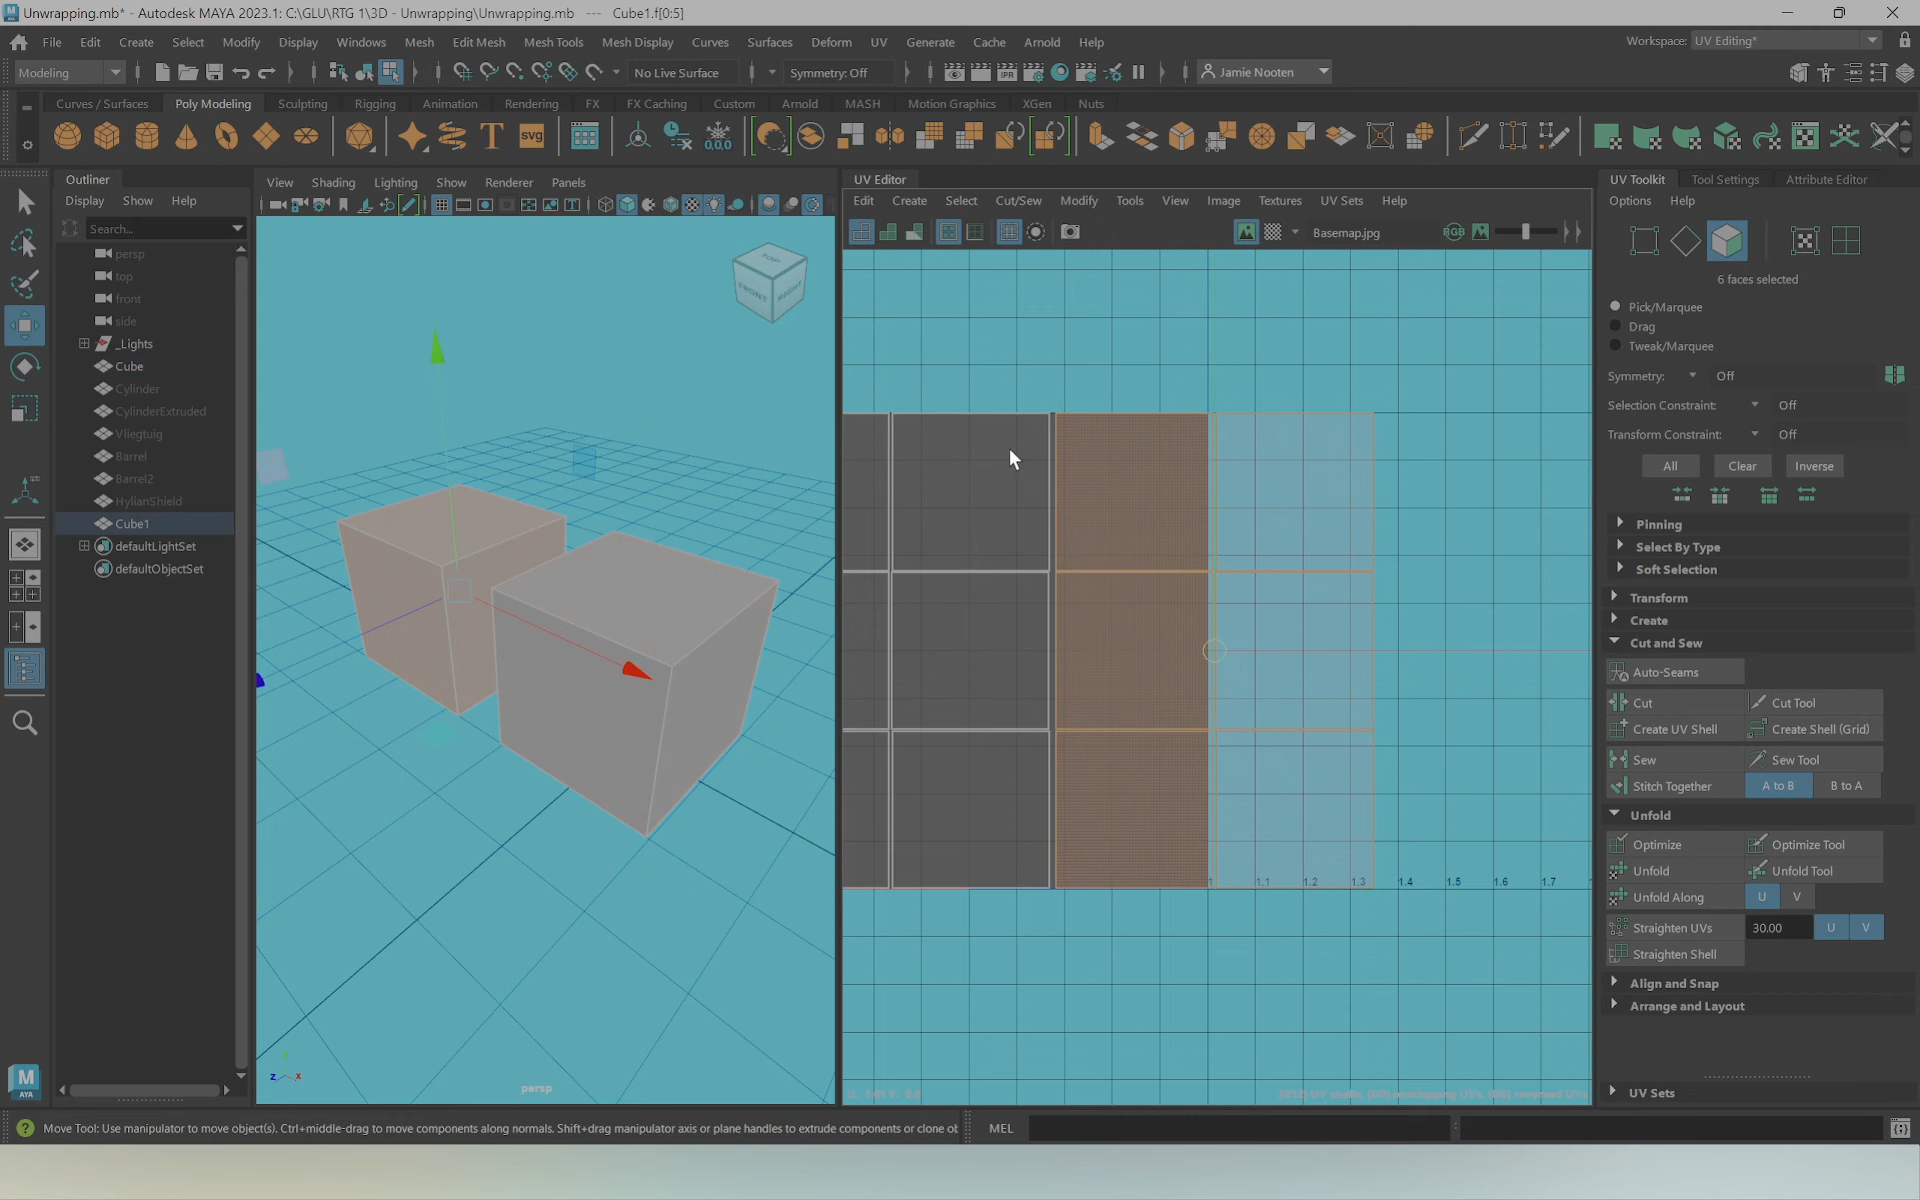 Unwrapping.mb* - Autodesk MAYA 2023.1: C:\GLU\RTG 1\3D - Unwrapping\Unwrapping.mb --- Cube1.f[0:5]
File Edit Create Select Modify Display Windows Mesh Edit Mesh Mesh Tools Mesh Display Curves Surfaces Deform UV Generate Cache Arnold Help
Workspace: UV Editing*
Modeling No Live Surface Symmetry: Off IPR Jamie Nooten
Curves / Surfaces Poly Modeling Sculpting Rigging Animation Rendering FX FX Caching Custom Arnold MASH Motion Graphics XGen Nuts
T svg 0,0,0
Outliner
Display Show Help
Search...
persp
top
front
side
_Lights
Cube
Cylinder
CylinderExtruded
Vliegtuig
Barrel
Barrel2
HylianShield
Cube1
defaultLightSet
defaultObjectSet
M
AYA
View Shading Lighting Show Renderer Panels
TOP
FRONT RIGHT
z x
persp
UV Editor
Edit Create Select Cut/Sew Modify Tools View Image Textures UV Sets Help
Basemap.jpg RGB
1 1.1 1.2 1.3 1.4 1.5 1.6 1.7
UV Toolkit Tool Settings Attribute Editor
Options Help
6 faces selected
Pick/Marquee
Drag
Tweak/Marquee
Symmetry: Off
Selection Constraint: Off
Transform Constraint: Off
All Clear Inverse
Pinning
Select By Type
Soft Selection
Transform
Create
Cut and Sew
Auto-Seams
Cut Cut Tool
Create UV Shell Create Shell (Grid)
Sew Sew Tool
Stitch Together A to B B to A
Unfold
Optimize Optimize Tool
Unfold Unfold Tool
Unfold Along U V
Straighten UVs 30.00 U V
Straighten Shell
Align and Snap
Arrange and Layout
UV Sets
Move Tool: Use manipulator to move object(s). Ctrl+middle-drag to move components along normals. Shift+drag manipulator axis or plane handles to extrude components or clone ob
MEL